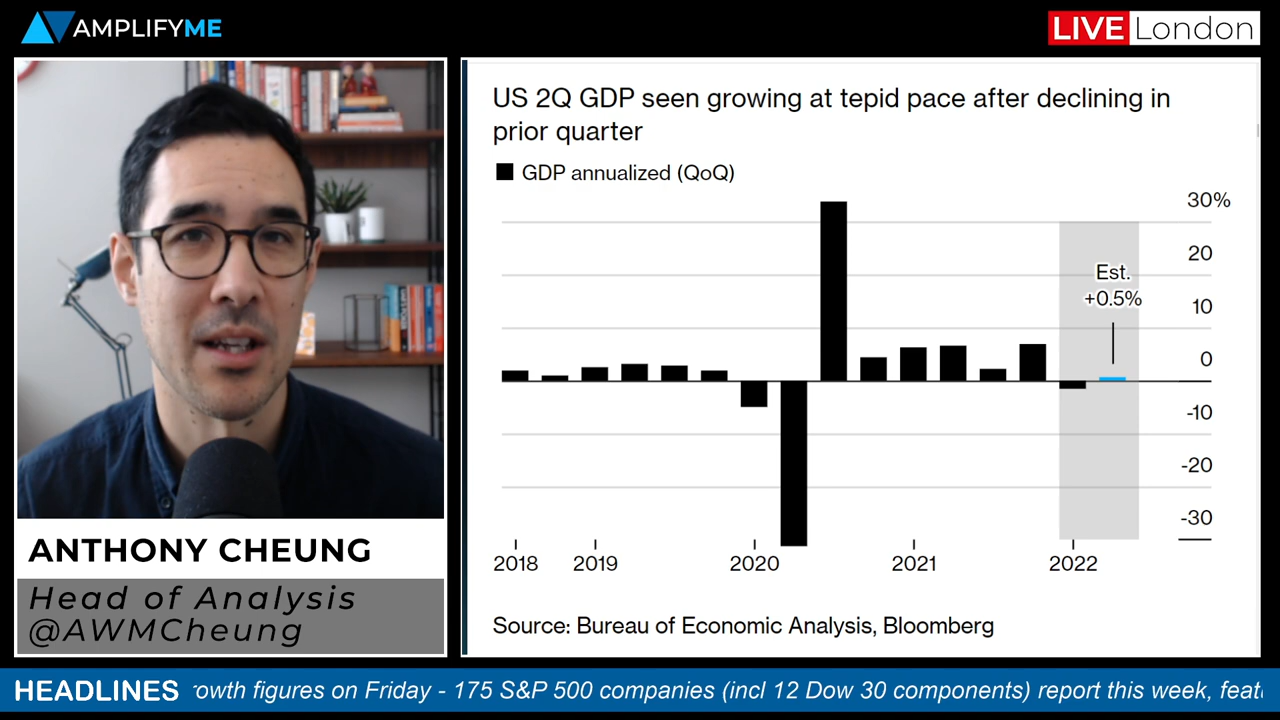 AMPLIFYME
LIVE London
US 2Q GDP seen growing at tepid pace after declining in
prior quarter
GDP annualized (QoQ)
30%
20
10
0
-10
-20
-30
Est.
+0.5%
2018 2019 2020 2021 2022
Source: Bureau of Economic Analysis, Bloomberg
ANTHONY CHEUNG
Head of Analysis
@AWMCheung
HEADLINES owth figures on Friday - 175 S&P 500 companies (incl 12 Dow 30 components) report this week, feat